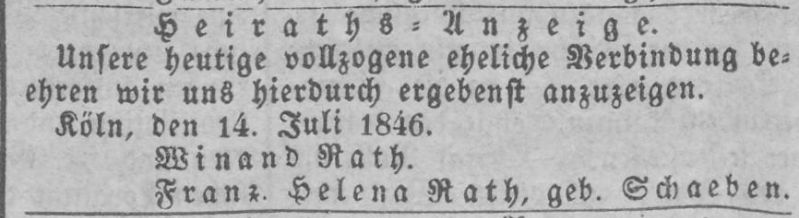 Heiraths-Anzeige.
Unsere heutige vollzogene eheliche Verbindung be-
ehren wir uns hierdurch ergebenst anzuzeigen.
Köln, den 14. Juli 1846.
Winand Rath.
Franz. Helena Rath, geb. Schaeben.